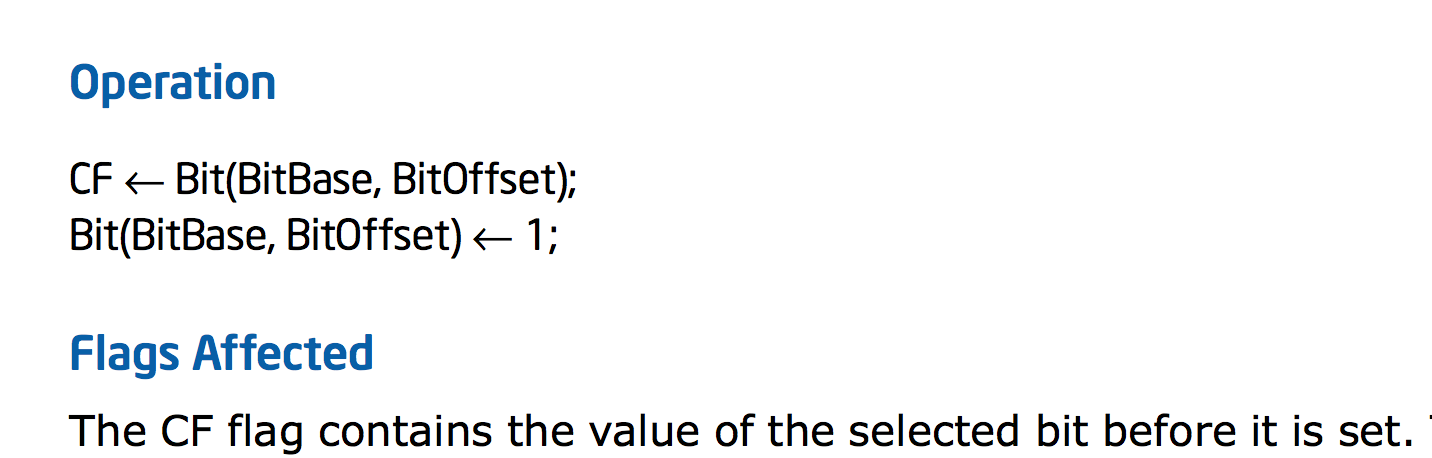 Operation
CF ← Bit(BitBase, BitOffset);
Bit(BitBase, BitOffset) ← 1;
Flags Affected
The CF flag contains the value of the selected bit before it is set.